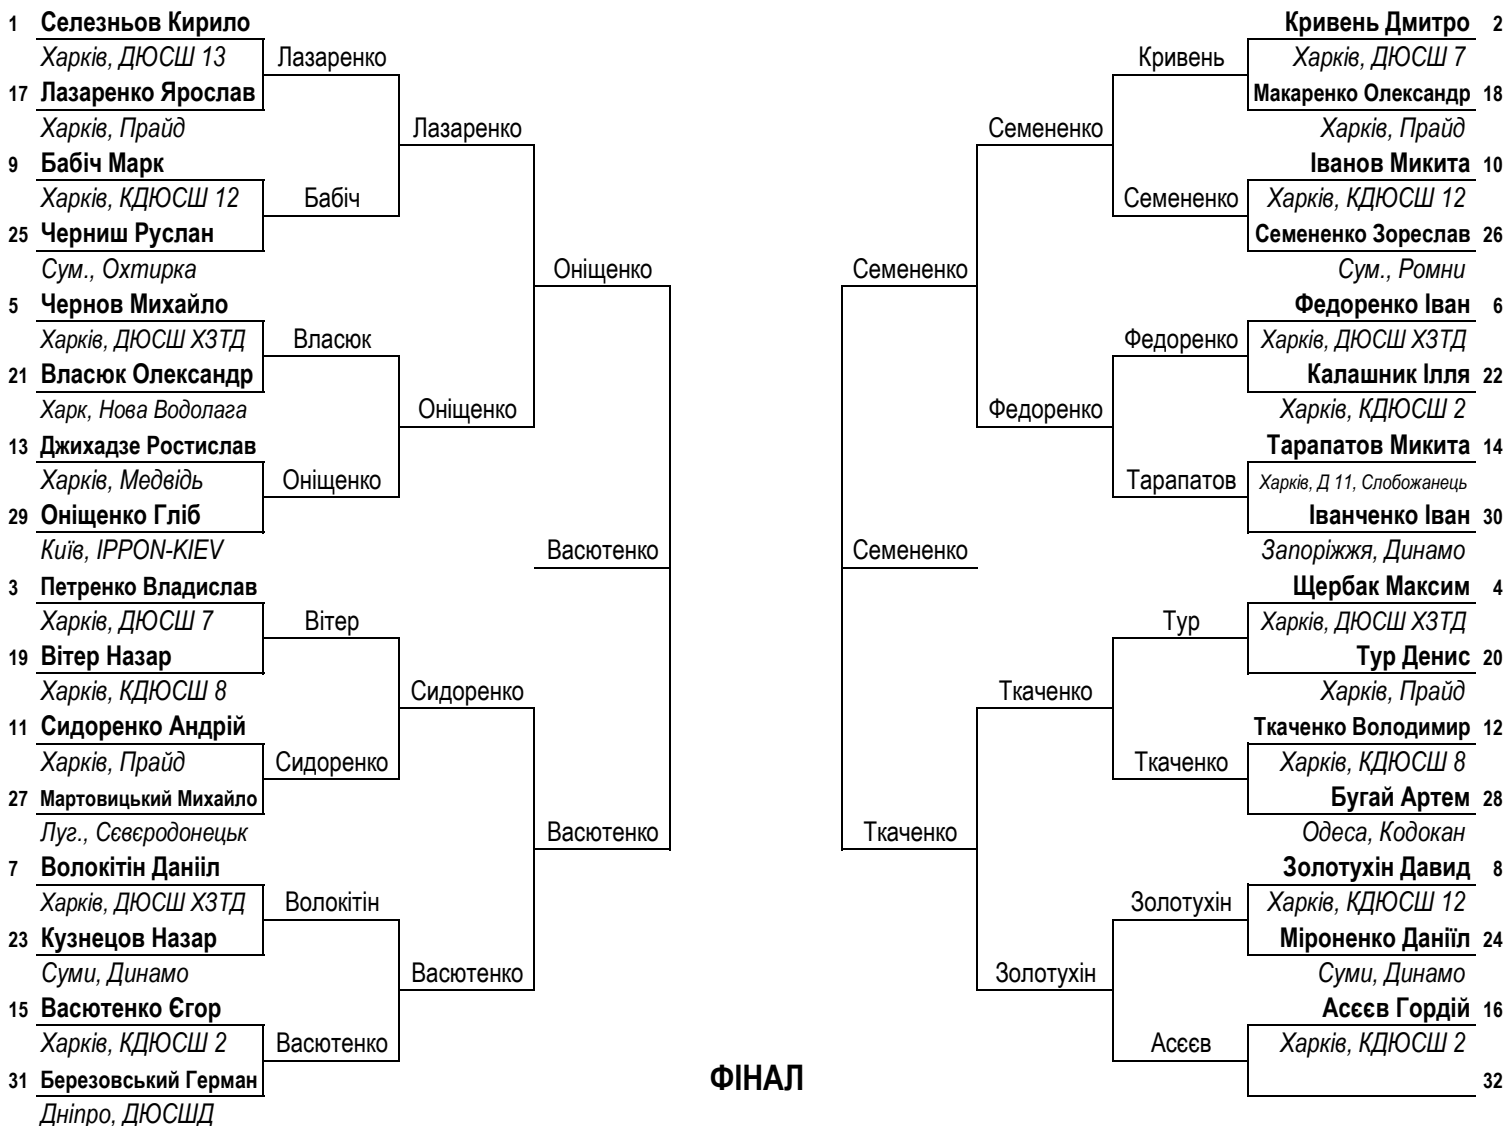 1 Селезньов Кирило
Харків, ДЮСШ 13
Лазаренко
17 Лазаренко Ярослав
Харків, Прайд
Лазаренко
9 Бабіч Марк
Харків, КДЮСШ 12
Бабіч
25 Черниш Руслан
Сум., Охтирка
Оніщенко
5 Чернов Михайло
Харків, ДЮСШ ХЗТД
Власюк
21 Власюк Олександр
Харк, Нова Водолага
Оніщенко
13 Джихадзе Ростислав
Харків, Медвідь
Оніщенко
29 Оніщенко Гліб
Київ, IPPON-KIEV
Васютенко
3 Петренко Владислав
Харків, ДЮСШ 7
Вітер
19 Вітер Назар
Харків, КДЮСШ 8
Сидоренко
11 Сидоренко Андрій
Харків, Прайд
Сидоренко
27 Мартовицький Михайло
Луг., Сєвєродонецьк
Васютенко
7 Волокітін Данііл
Харків, ДЮСШ ХЗТД
Волокітін
23 Кузнецов Назар
Суми, Динамо
Васютенко
15 Васютенко Єгор
Харків, КДЮСШ 2
Васютенко
31 Березовський Герман
Дніпро, ДЮСШД
Кривень Дмитро 2
Кривень
Харків, ДЮСШ 7
Макаренко Олександр 18
Семененко
Харків, Прайд
Іванов Микита 10
Семененко
Харків, КДЮСШ 12
Семененко Зореслав 26
Семененко
Сум., Ромни
Федоренко Іван 6
Федоренко
Харків, ДЮСШ ХЗТД
Калашник Ілля 22
Федоренко
Харків, КДЮСШ 2
Тарапатов Микита 14
Тарапатов
Харків, Д 11, Слобожанець
Іванченко Іван 30
Семененко
Запоріжжя, Динамо
Щербак Максим 4
Тур
Харків, ДЮСШ ХЗТД
Тур Денис 20
Ткаченко
Харків, Прайд
Ткаченко Володимир 12
Ткаченко
Харків, КДЮСШ 8
Бугай Артем 28
Ткаченко
Одеса, Кодокан
Золотухін Давид 8
Золотухін
Харків, КДЮСШ 12
Міроненко Даніїл 24
Золотухін
Суми, Динамо
Асєєв Гордій 16
Асєєв
Харків, КДЮСШ 2
32
ФІНАЛ